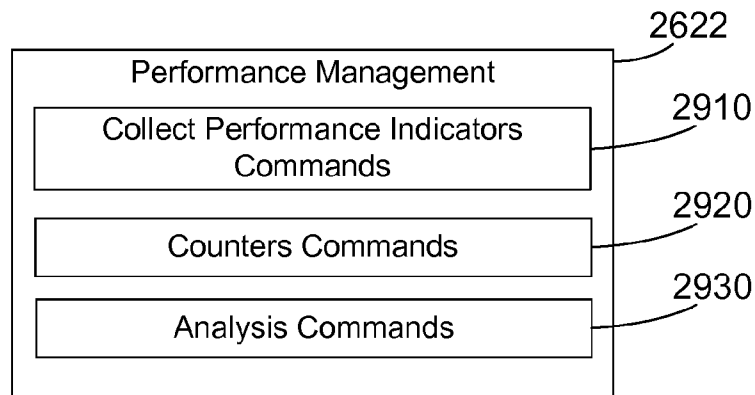 2622
Performance Management
2910
Collect Performance Indicators
Commands
2920
Counters Commands
2930
Analysis Commands